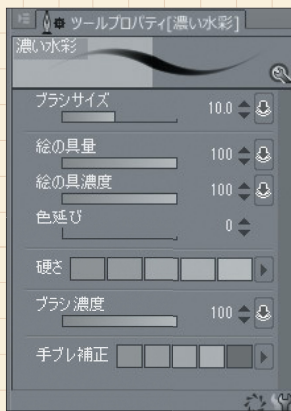 ツールプロパティ[濃い水彩]
濃い水彩
ブラシサイズ 10.0
絵の具量 100
絵の具濃度 100
色延び 0
硬さ
ブラシ濃度 100
手ブレ補正